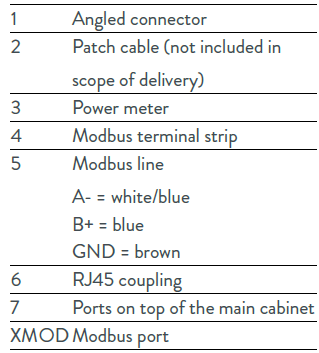 1 Angled connector
2 Patch cable (not included in
scope of delivery)
3 Power meter
4 Modbus terminal strip
5 Modbus line
A- = white/blue
B+ = blue
GND = brown
6 RJ45 coupling
7 Ports on top of the main cabinet
XMOD Modbus port